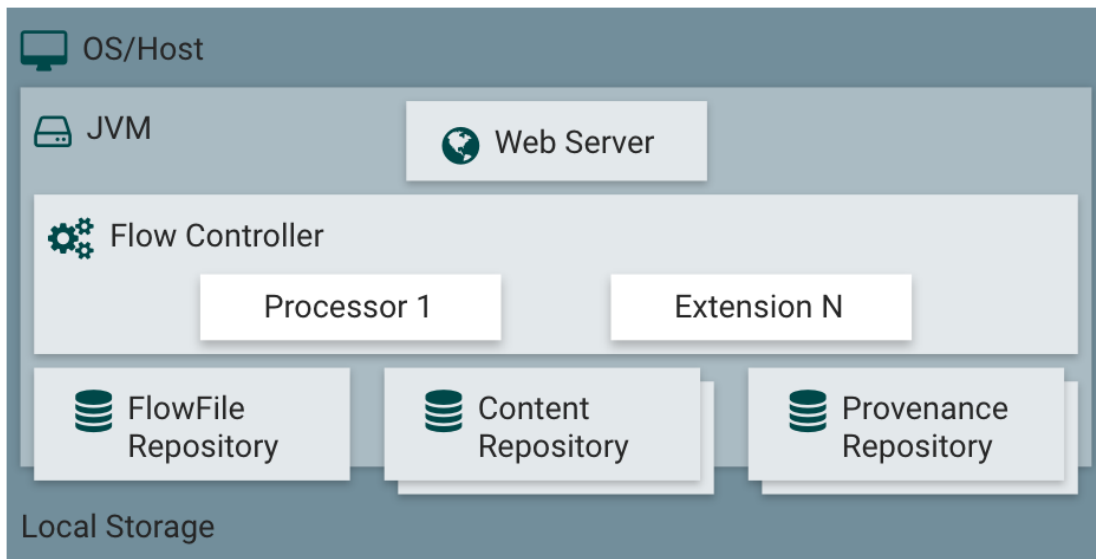 OS/Host
JVM
Web Server
Flow Controller
Processor 1
Extension N
FlowFile
Repository
Content
Repository
Provenance
Repository
Local Storage